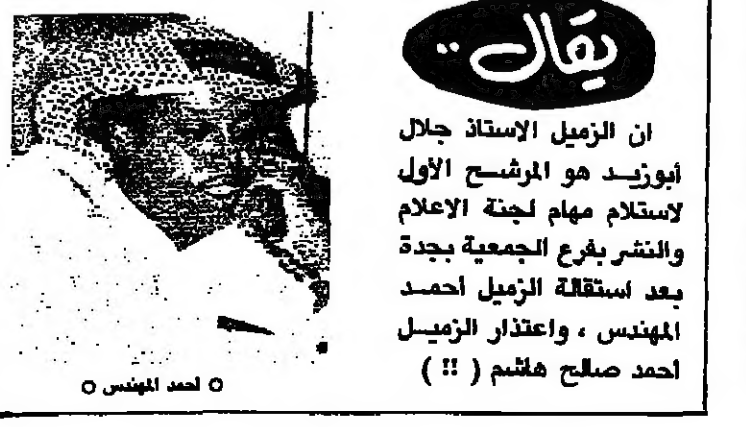 يقال ..
ان الزميل الاستاذ جلال
أبوزيد هو المرشح الأول
لاستلام مهام لجنة الاعلام
والنشر بفرع الجمعية بجدة
بعد استقالة الزميل احمد
المهندس ، واعتذار الزميل
احمد صالح هاشم ( !! )
○ احمد المهندس ○